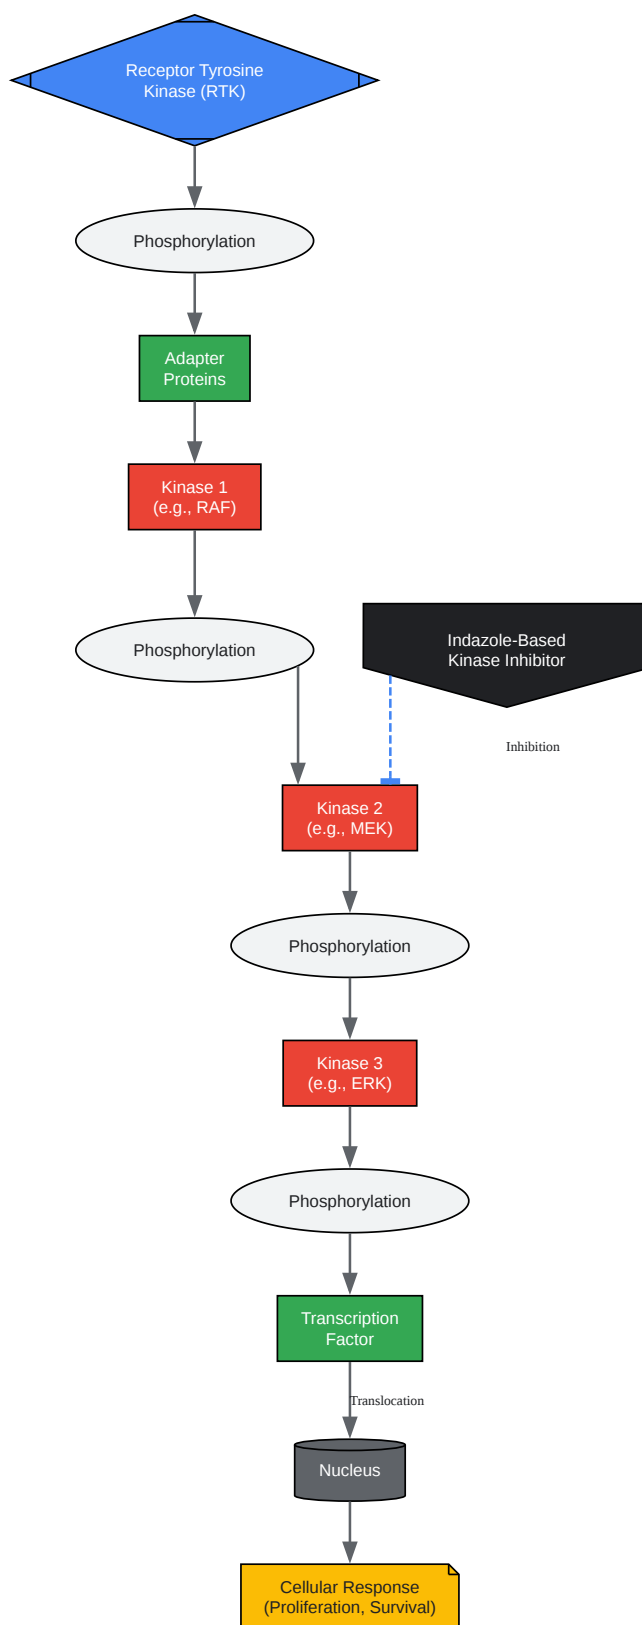 Receptor Tyrosine
Kinase (RTK)
Phosphorylation
Adapter
Proteins
Kinase 1
(e.g., RAF)
Phosphorylation
Indazole-Based
Kinase Inhibitor
Inhibition
Kinase 2
(e.g., MEK)
Phosphorylation
Kinase 3
(e.g., ERK)
Phosphorylation
Transcription
Factor
Translocation
Nucleus
Cellular Response
(Proliferation, Survival)